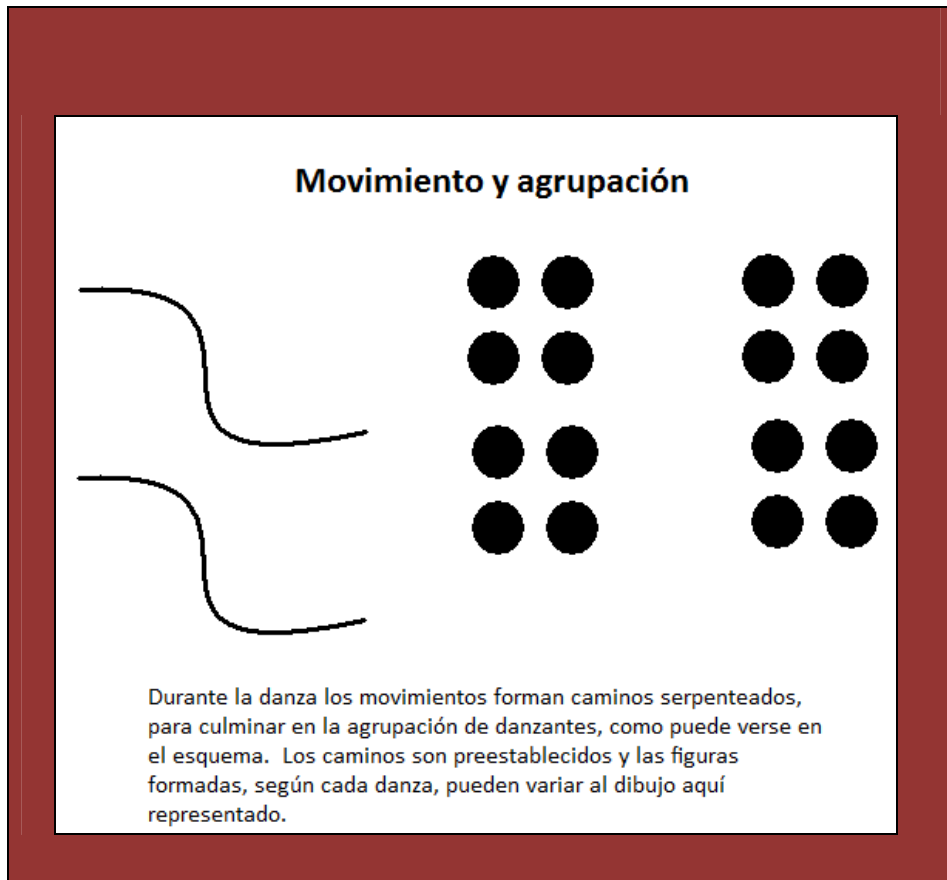 Movimiento y agrupación
Durante la danza los movimientos forman caminos serpenteados,
para culminar en la agrupación de danzantes, como puede verse en
el esquema.  Los caminos son preestablecidos y las figuras
formadas, según cada danza, pueden variar al dibujo aquí
representado.